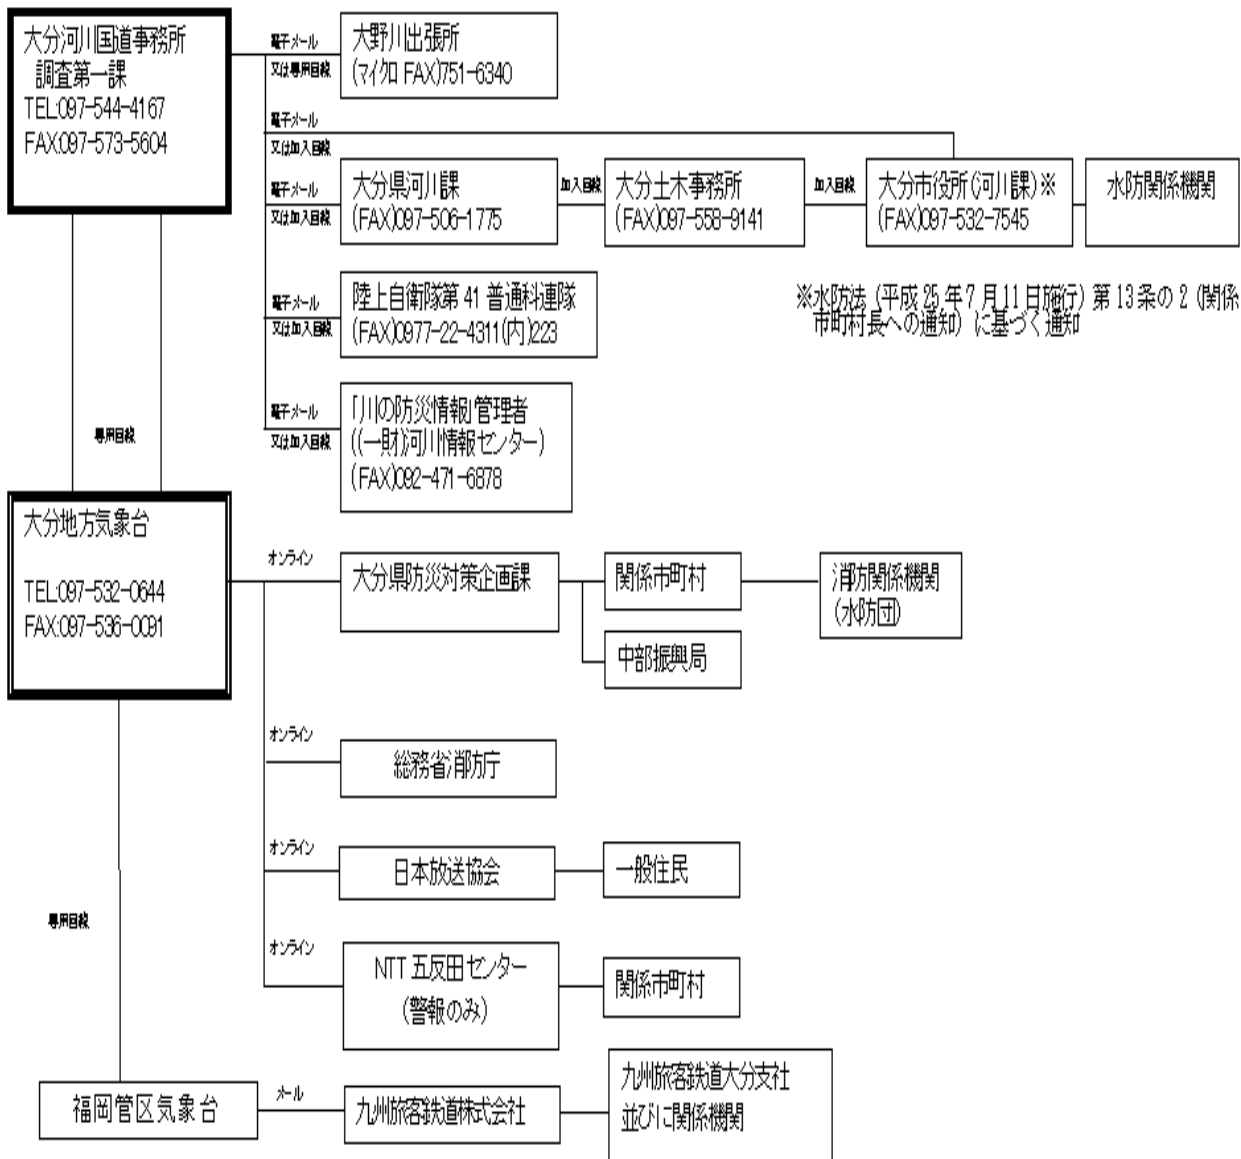 大分河川国道事務所
調査第一課
TEL:097-544-4167
FAX:097-573-5604
電子メール
又は専用回線
大野川出張所
(マイクロ FAX)751-6340
電子メール
又は加入回線
電子メール
又は加入回線
大分県河川課
(FAX)097-506-1775
加入回線
大分土木事務所
(FAX)097-558-9141
加入回線
大分市役所(河川課)※
(FAX)097-532-7545
水防関係機関
電子メール
又は加入回線
陸上自衛隊第 41 普通科連隊
(FAX)0977-22-4311(内)223
※水防法（平成 25 年 7 月 11 日施行）第 13 条の 2（関係
市町村長への通知）に基づく通知
電子メール
又は加入回線
「川の防災情報」管理者
((一財)河川情報センター)
(FAX)092-471-6878
専用回線
大分地方気象台
TEL:097-532-0644
FAX:097-536-0091
オンライン
大分県防災対策企画課
関係市町村
消防関係機関
(水防団)
中部振興局
オンライン
総務省消防庁
オンライン
日本放送協会
一般住民
専用回線
オンライン
NTT 五反田センター
(警報のみ)
関係市町村
福岡管区気象台
メール
九州旅客鉄道株式会社
九州旅客鉄道大分支社
並びに関係機関